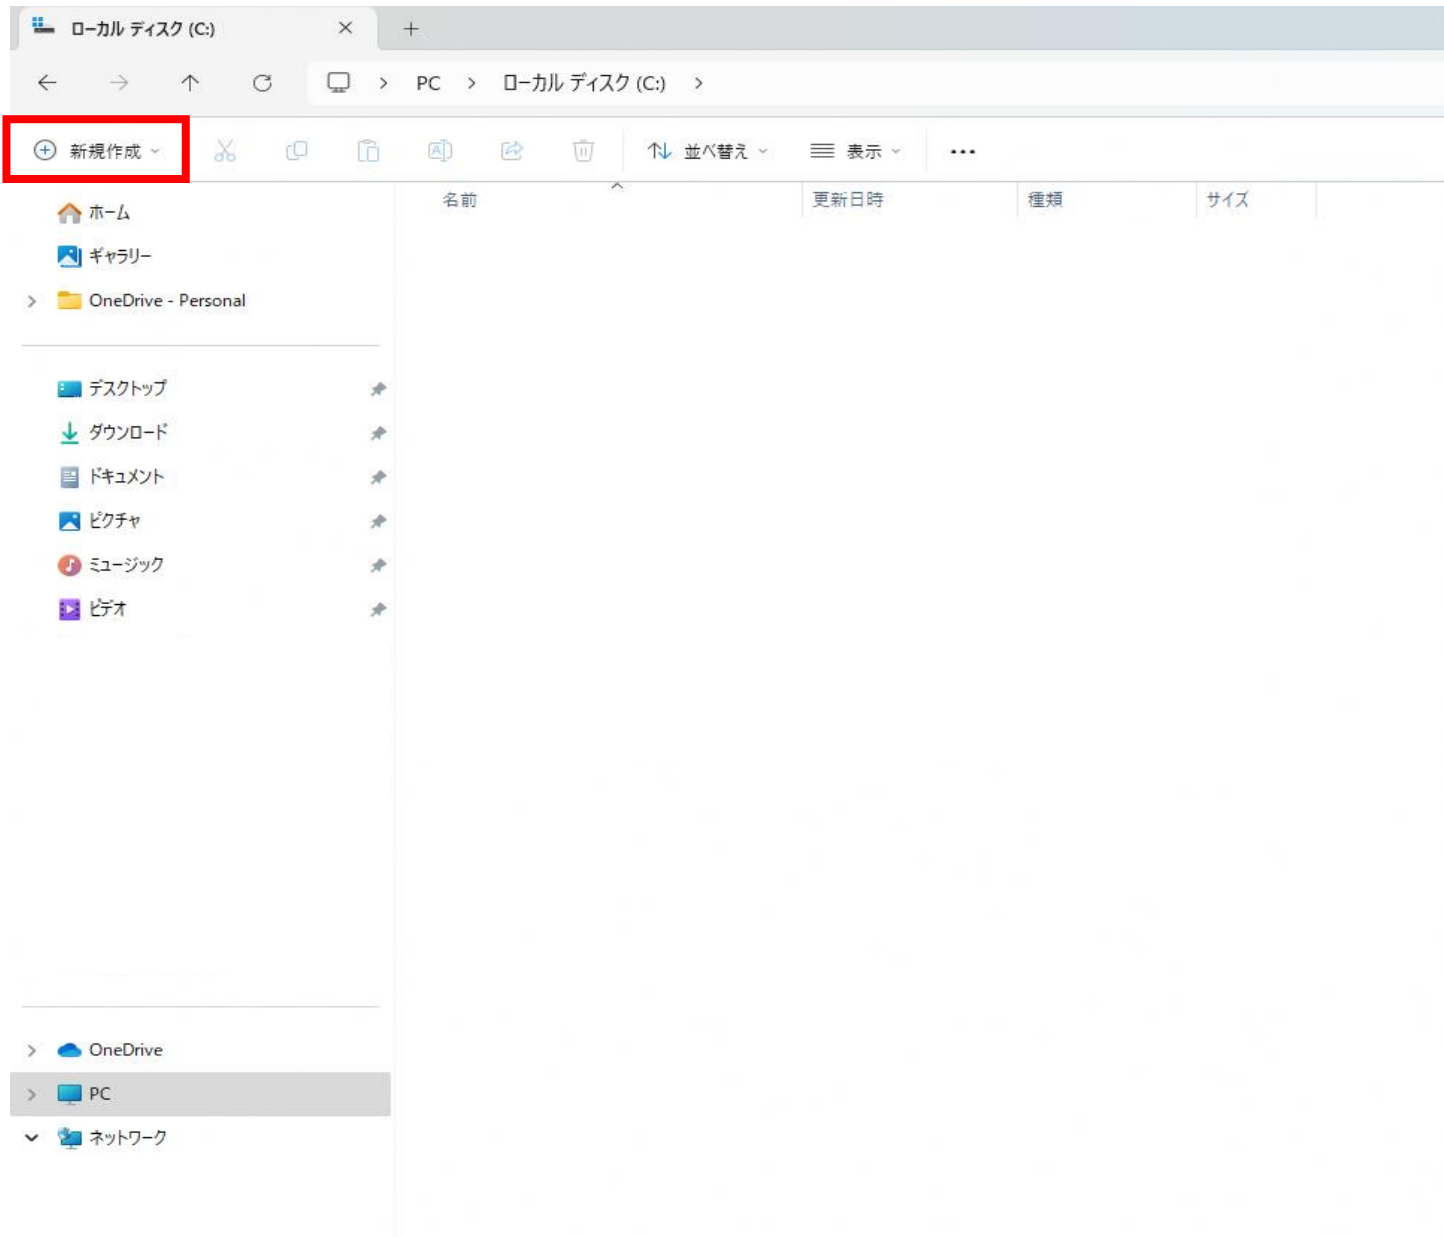 ローカル ディスク (C:)
PC > ローカル ディスク (C:) >
新規作成
並べ替え
表示
名前 更新日時 種類 サイズ
ホーム
ギャラリー
OneDrive - Personal
デスクトップ
ダウンロード
ドキュメント
ピクチャ
ミュージック
ビデオ
OneDrive
PC
ネットワーク